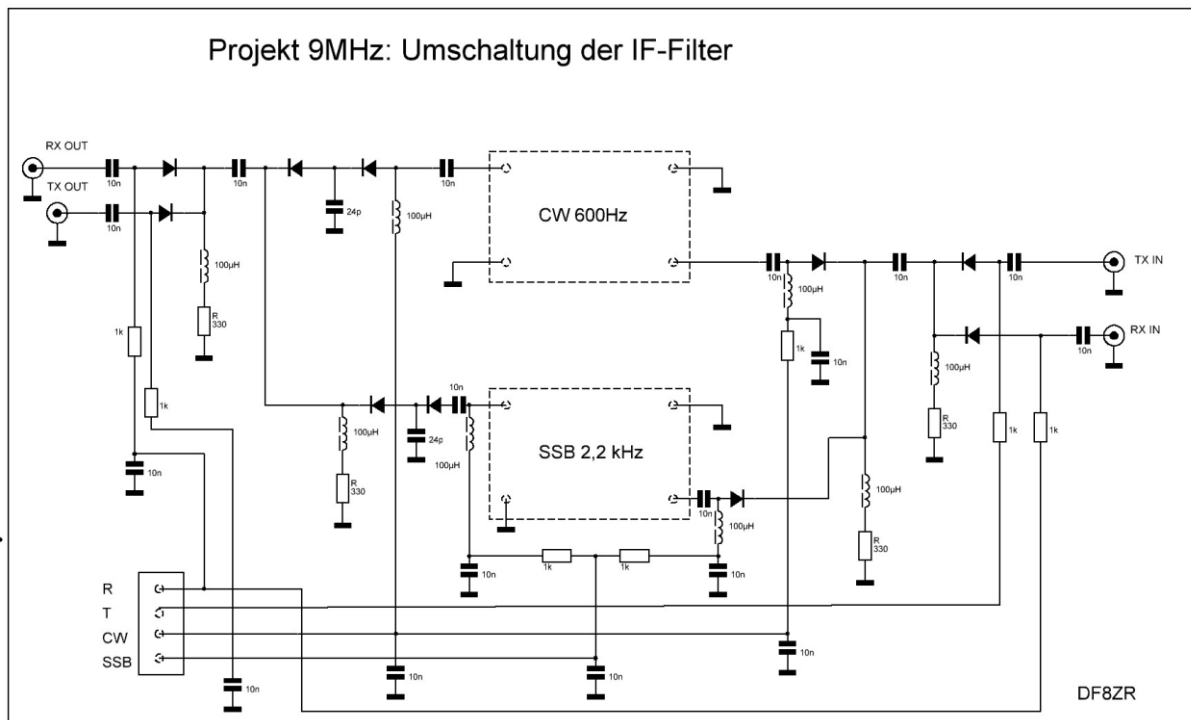 Projekt 9MHz: Umschaltung der IF-Filter
RX OUT
10n
10n
24p
100µH
10n
CW 600Hz
TX OUT
10n
100µH
R
330
1k
1k
10n
10n
100µH
10n
100µH
TX IN
10n
RX IN
10n
1k
10n
100µH
R
330
1k
1k
10n
100µH
R
330
24p
100µH
SSB 2,2 kHz
10n
100µH
100µH
R
330
10n
1k
1k
10n
R
T
CW
SSB
10n
10n
10n
10n
DF8ZR